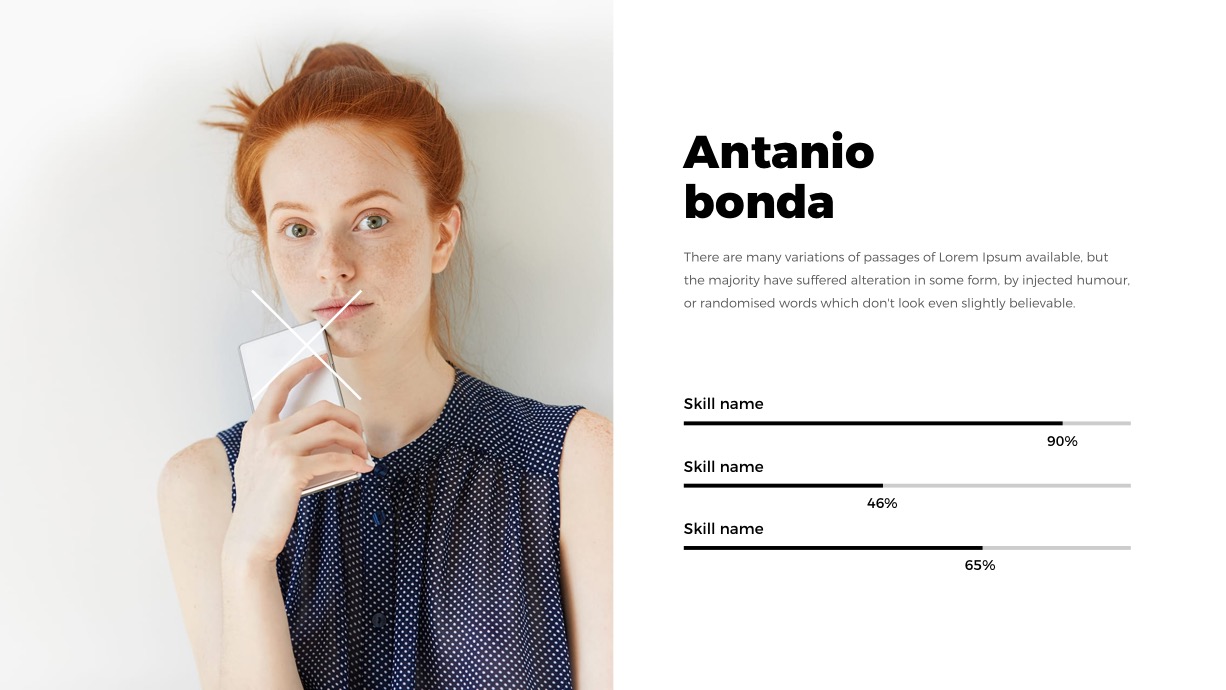 Antanio
bonda
There are many variations of passages of Lorem Ipsum available, but
the majority have suffered alteration in some form, by injected humour,
or randomised words which don't look even slightly believable.
Skill name
90%
Skill name
46%
Skill name
65%